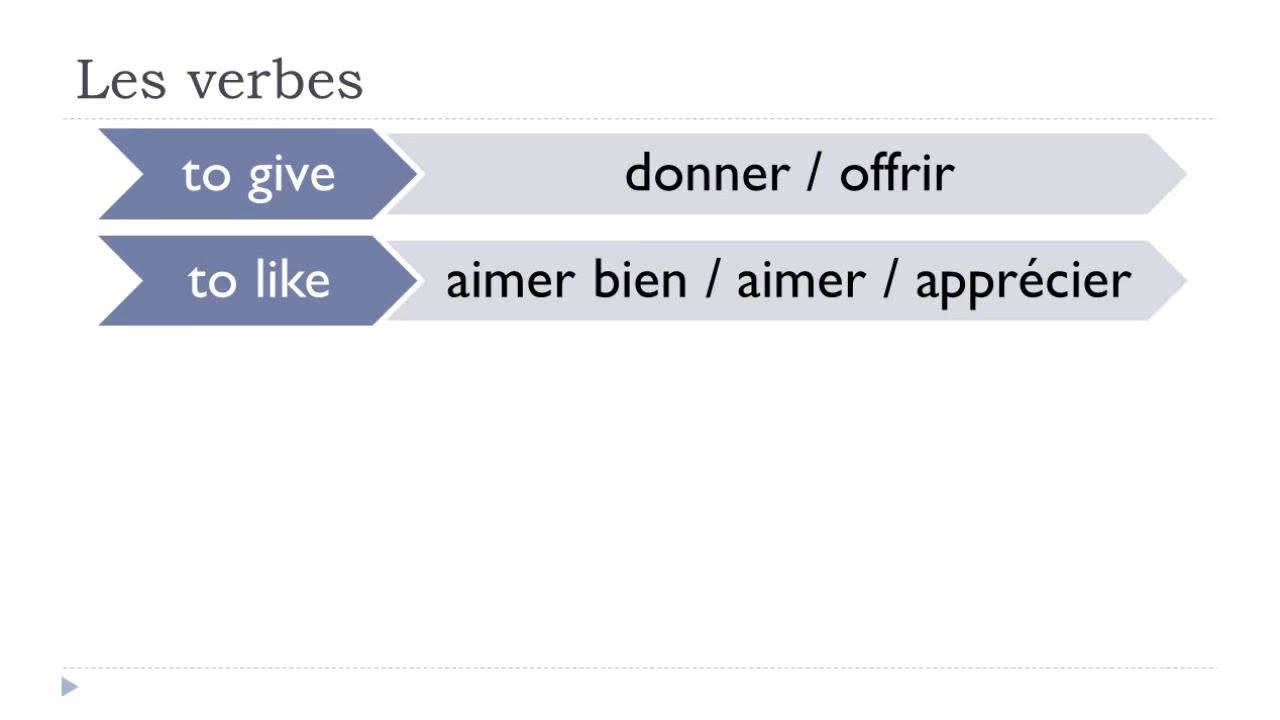 Les verbes
to give donner / offrir
to like aimer bien / aimer / apprécier